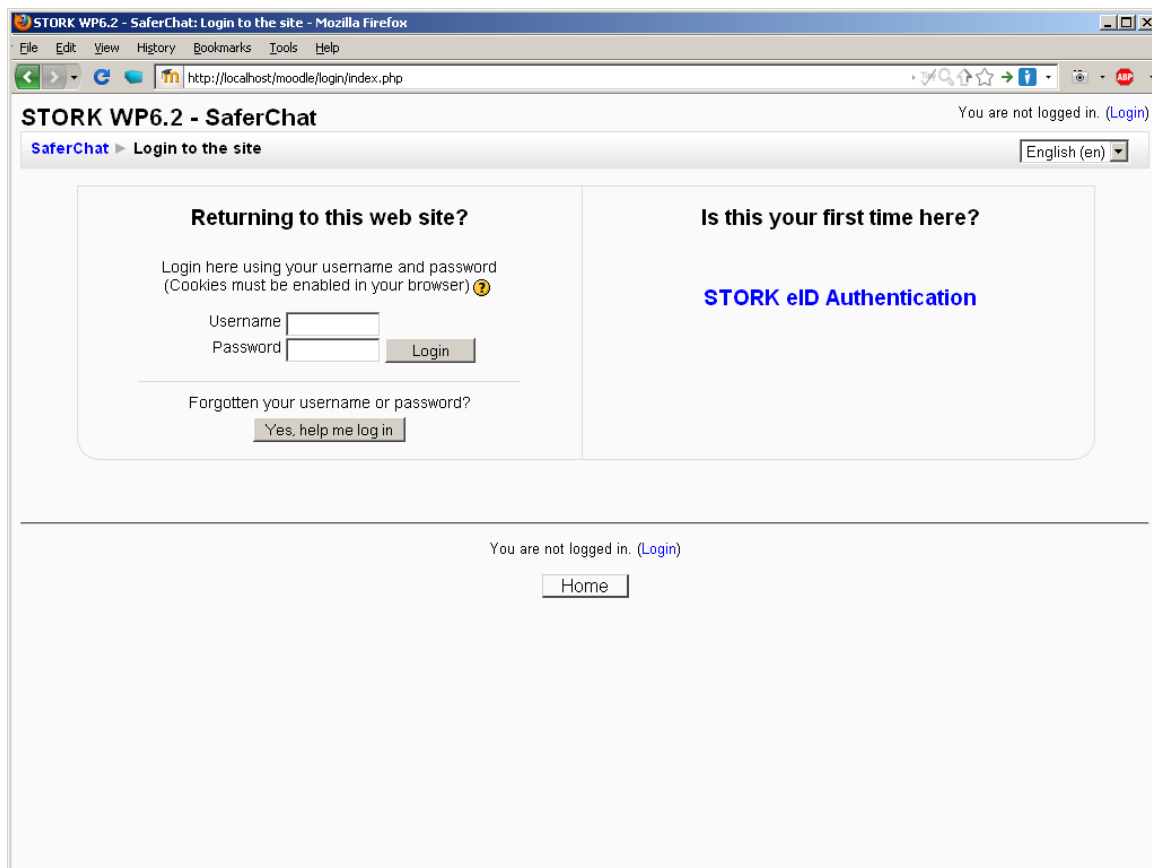 STORK WP6.2 - SaferChat: Login to the site - Mozilla Firefox
File Edit View History Bookmarks Tools Help
http://localhost/moodle/login/index.php
ABP
STORK WP6.2 - SaferChat
You are not logged in. (Login)
SaferChat ► Login to the site
English (en)
Returning to this web site?
Login here using your username and password
(Cookies must be enabled in your browser) ?
Username
Password
Login
Forgotten your username or password?
Yes, help me log in
Is this your first time here?
STORK eID Authentication
You are not logged in. (Login)
Home